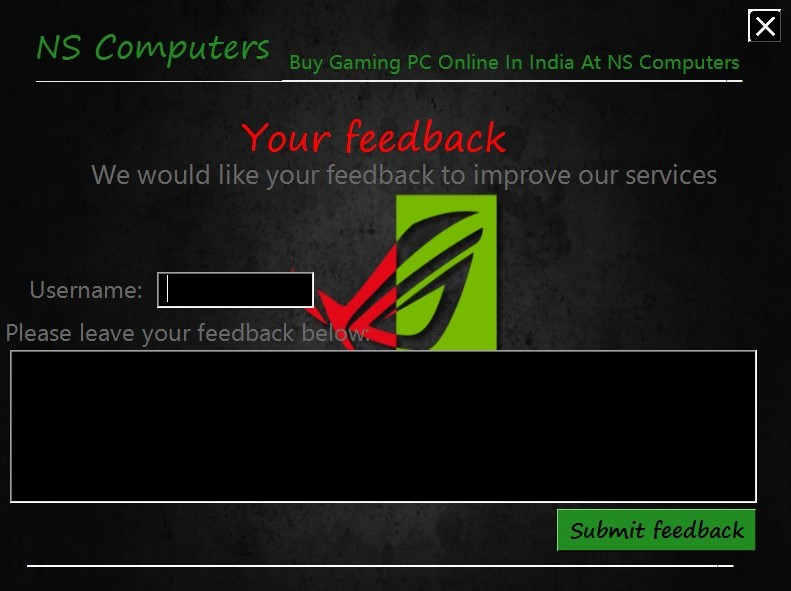 NS Computers
Buy Gaming PC Online In India At NS Computers
Your feedback
We would like your feedback to improve our services
Username:
Please leave your feedback below:
Submit feedback